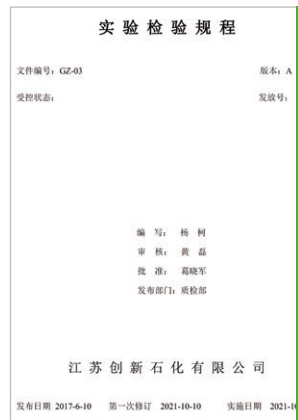 实验检验规程
文件编号：GZ-03 版本：A
受控状态： 发放号：
编 写： 杨 柯
审 核： 黄 磊
批 准： 葛晓军
发布部门：质检部
江苏创新石化有限公司
发布日期 2017-6-10 第一次修订 2021-10-10 实施日期 2021-10